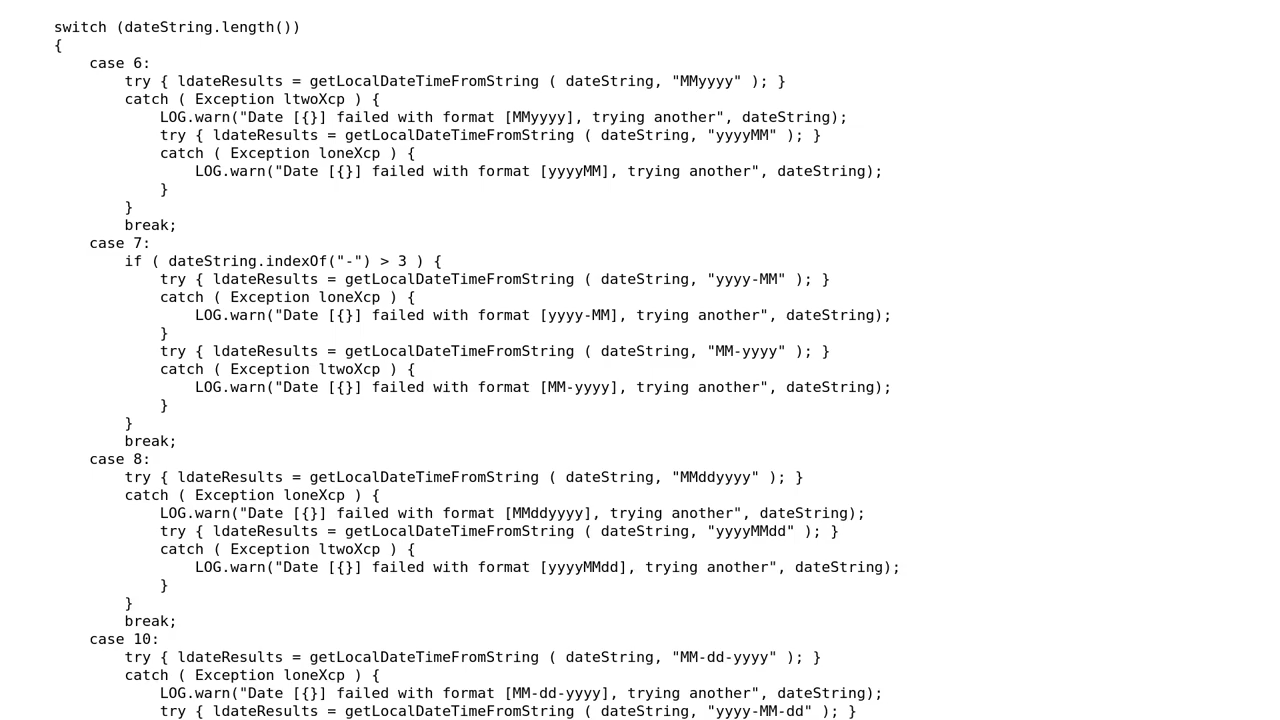 switch (dateString.length())
{
case 6:
try { ldateResults = getLocalDateTimeFromString ( dateString, "MMyyyy" ); }
catch ( Exception ltwoXcp ) {
LOG.warn("Date [{}] failed with format [MMyyyy], trying another", dateString);
try { ldateResults = getLocalDateTimeFromString ( dateString, "yyyyMM" ); }
catch ( Exception loneXcp ) {
LOG.warn("Date [{}] failed with format [yyyyMM], trying another", dateString);
}
}
break;
case 7:
if ( dateString.indexOf("-") > 3 ) {
try { ldateResults = getLocalDateTimeFromString ( dateString, "yyyy-MM" ); }
catch ( Exception loneXcp ) {
LOG.warn("Date [{}] failed with format [yyyy-MM], trying another", dateString);
}
try { ldateResults = getLocalDateTimeFromString ( dateString, "MM-yyyy" ); }
catch ( Exception ltwoXcp ) {
LOG.warn("Date [{}] failed with format [MM-yyyy], trying another", dateString);
}
}
break;
case 8:
try { ldateResults = getLocalDateTimeFromString ( dateString, "MMddyyyy" ); }
catch ( Exception loneXcp ) {
LOG.warn("Date [{}] failed with format [MMddyyyy], trying another", dateString);
try { ldateResults = getLocalDateTimeFromString ( dateString, "yyyyMMdd" ); }
catch ( Exception ltwoXcp ) {
LOG.warn("Date [{}] failed with format [yyyyMMdd], trying another", dateString);
}
}
break;
case 10:
try { ldateResults = getLocalDateTimeFromString ( dateString, "MM-dd-yyyy" ); }
catch ( Exception loneXcp ) {
LOG.warn("Date [{}] failed with format [MM-dd-yyyy], trying another", dateString);
try { ldateResults = getLocalDateTimeFromString ( dateString, "yyyy-MM-dd" ); }